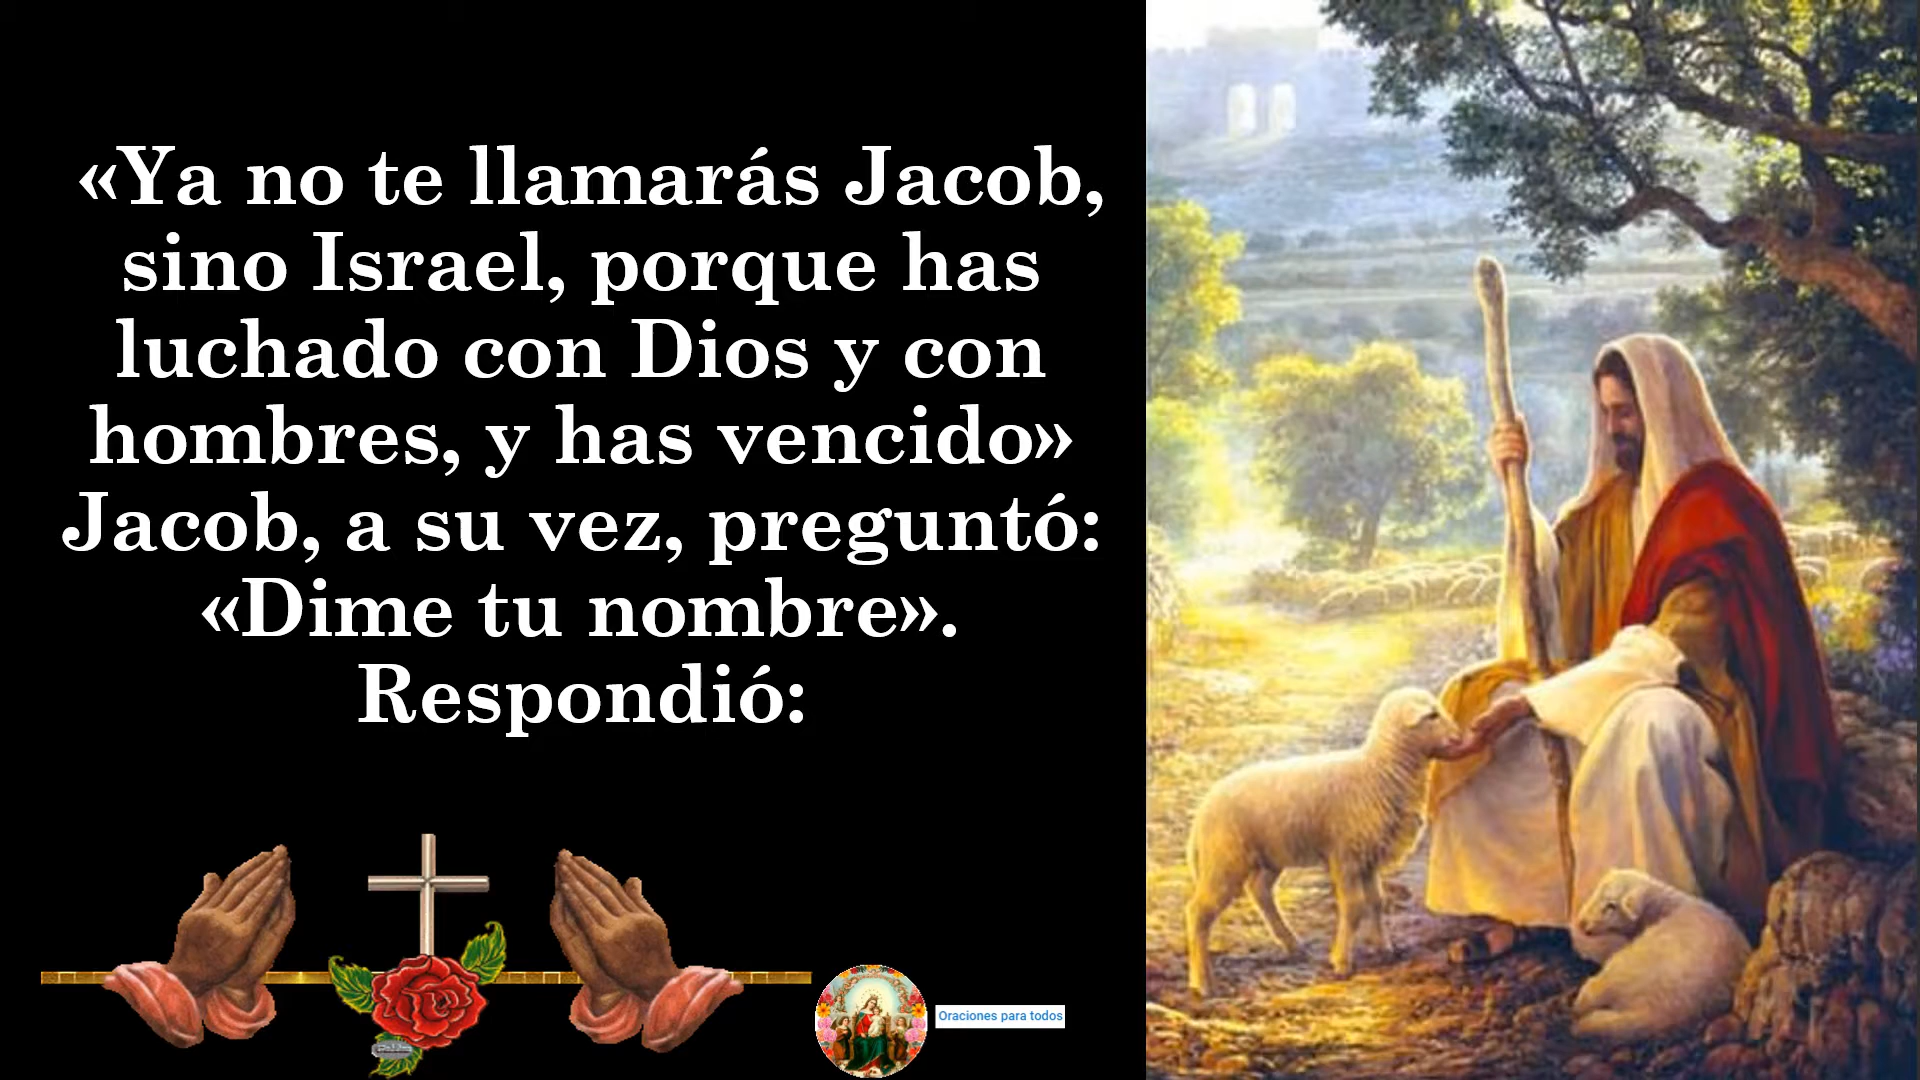 «Ya no te llamarás Jacob,
sino Israel, porque has
luchado con Dios y con
hombres, y has vencido»
Jacob, a su vez, preguntó:
«Dime tu nombre».
Respondió:
Oraciones para todos